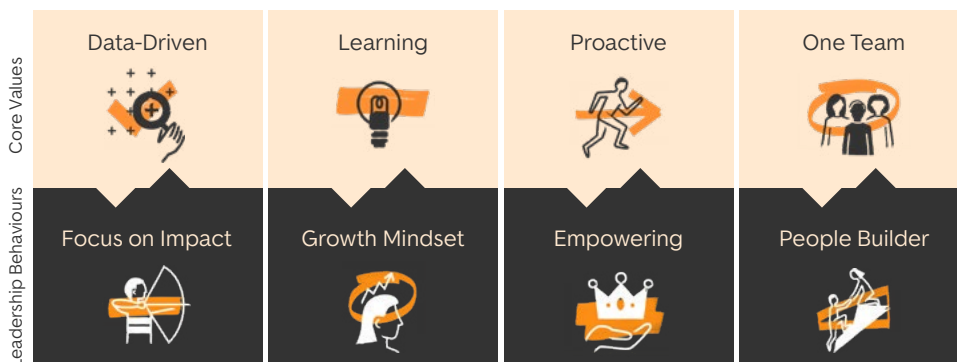 Core Values
Data-Driven
Learning
Proactive
One Team
Leadership Behaviours
Focus on Impact
Growth Mindset
Empowering
People Builder